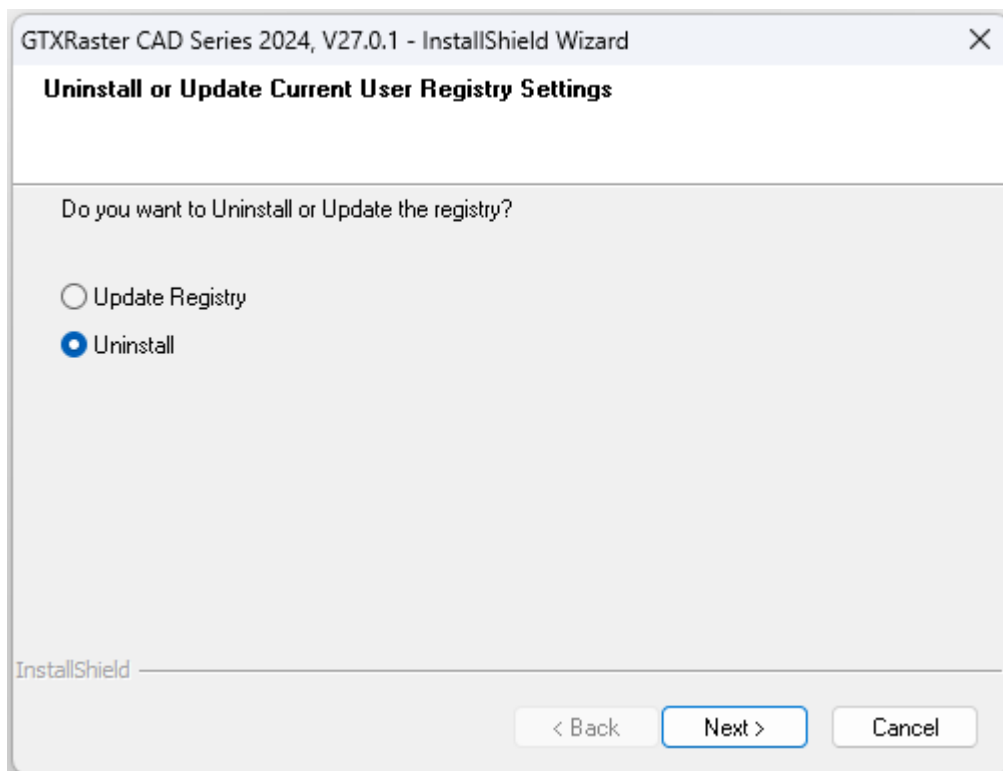 GTXRaster CAD Series 2024, V27.0.1 - InstallShield Wizard
Uninstall or Update Current User Registry Settings
Do you want to Uninstall or Update the registry?
Update Registry
Uninstall
InstallShield
< Back Next > Cancel